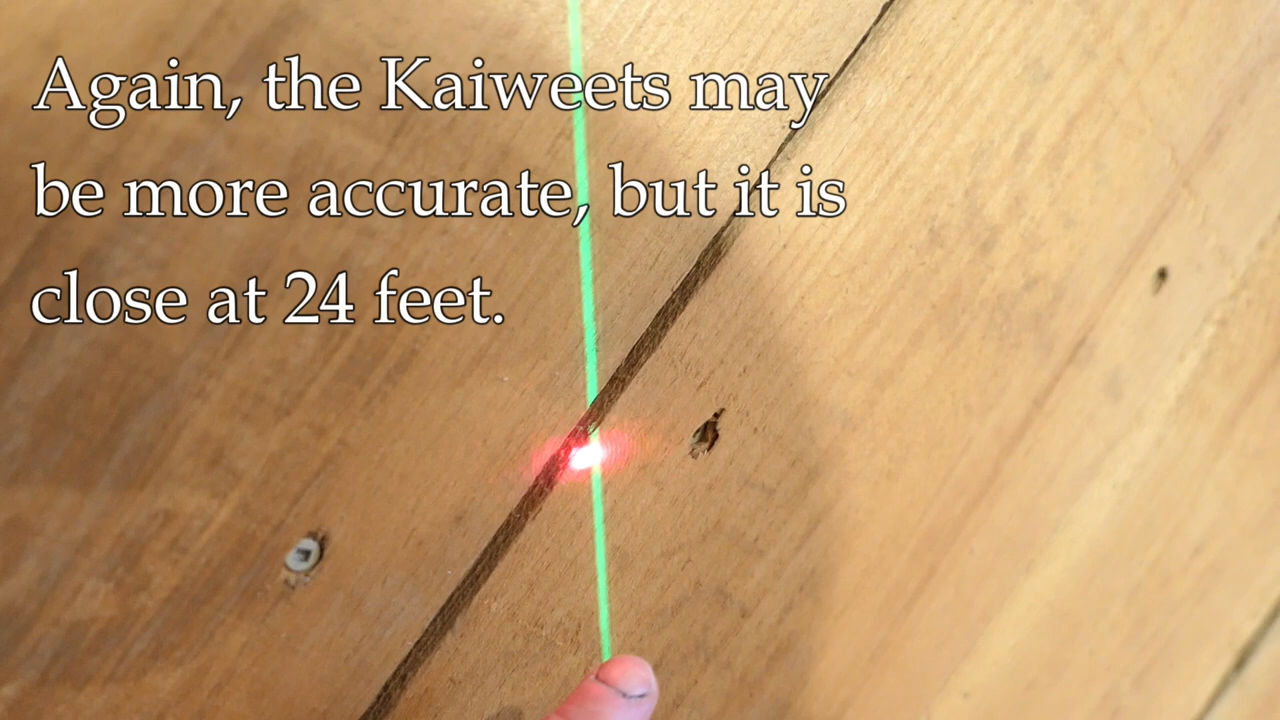 Again, the Kaiweets may
be more accurate, but it is
close at 24 feet.